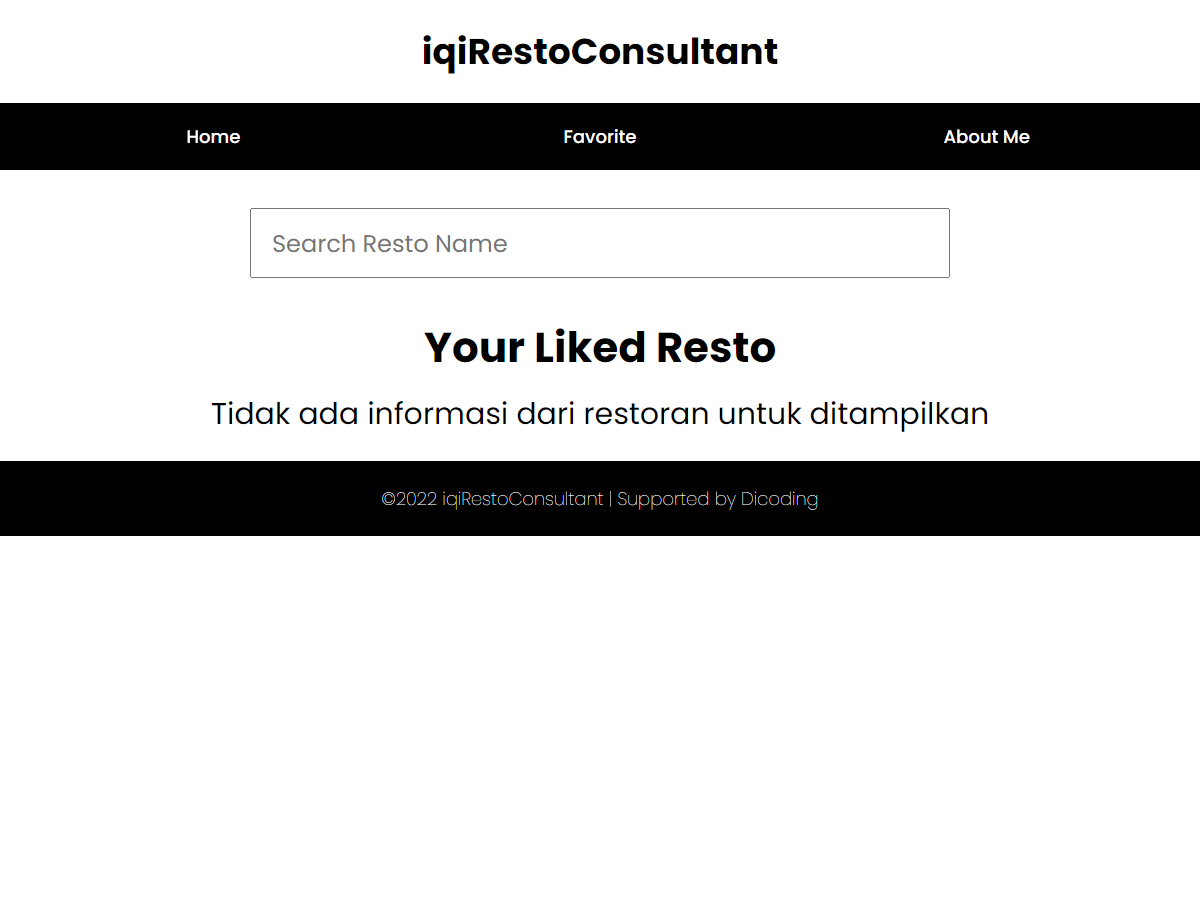 iqiRestoConsultant
Home Favorite About Me
Search Resto Name
Your Liked Resto
Tidak ada informasi dari restoran untuk ditampilkan
©2022 iqiRestoConsultant | Supported by Dicoding